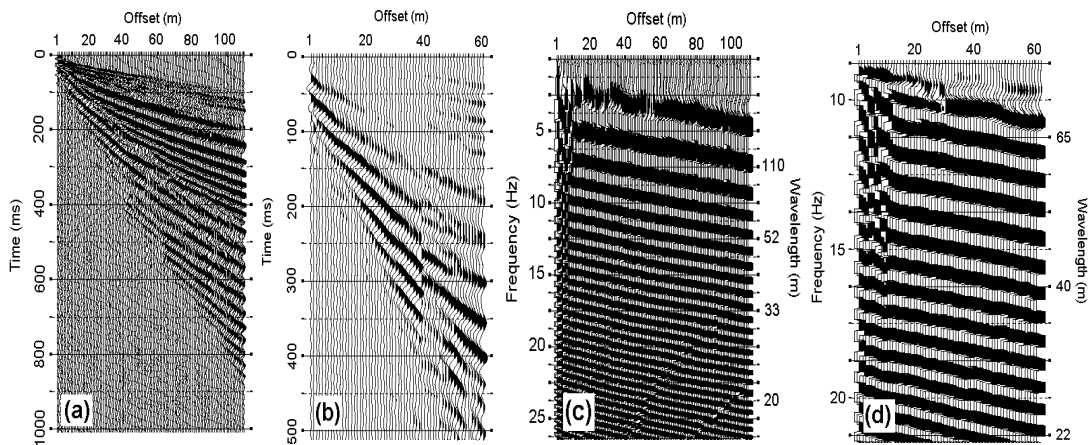 Offset (m)
1 20 40 60 80 100
Time (ms)
0
200
400
600
800
1000
(a)
Offset (m)
1 20 40 60
Time (ms)
0
100
200
300
400
500
(b)
Offset (m)
1 20 40 60 80 100
Frequency (Hz)
5
10
15
20
25
110
52
33
20
Wavelength (m)
(c)
Offset (m)
1 20 40 60
Frequency (Hz)
10
15
20
65
40
22
Wavelength (m)
(d)